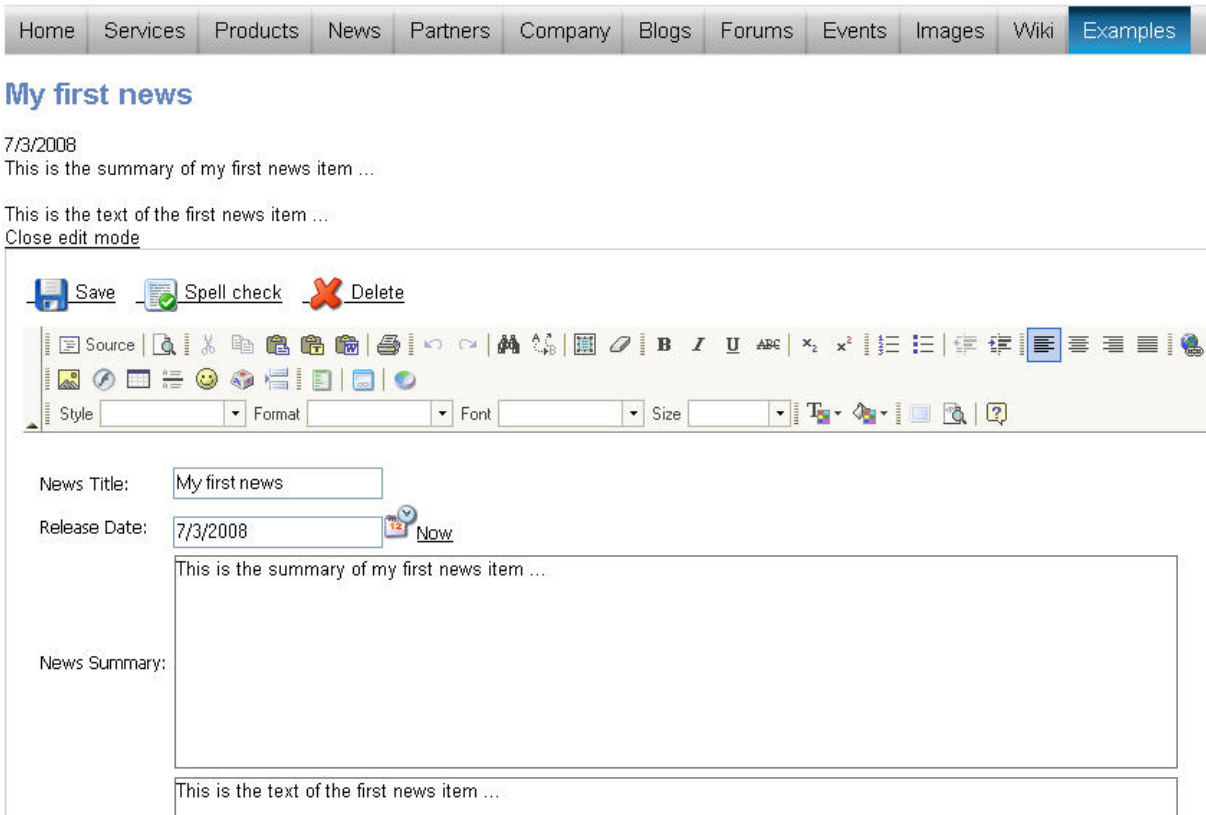 Home Services Products News Partners Company Blogs Forums Events Images Wiki Examples
My first news
7/3/2008
This is the summary of my first news item ...
This is the text of the first news item ...
Close edit mode
Save Spell check Delete
Source B I U ABC x₂ x²
Style Format Font Size
News Title: My first news
Release Date: 7/3/2008 Now
This is the summary of my first news item ...
News Summary:
This is the text of the first news item ...